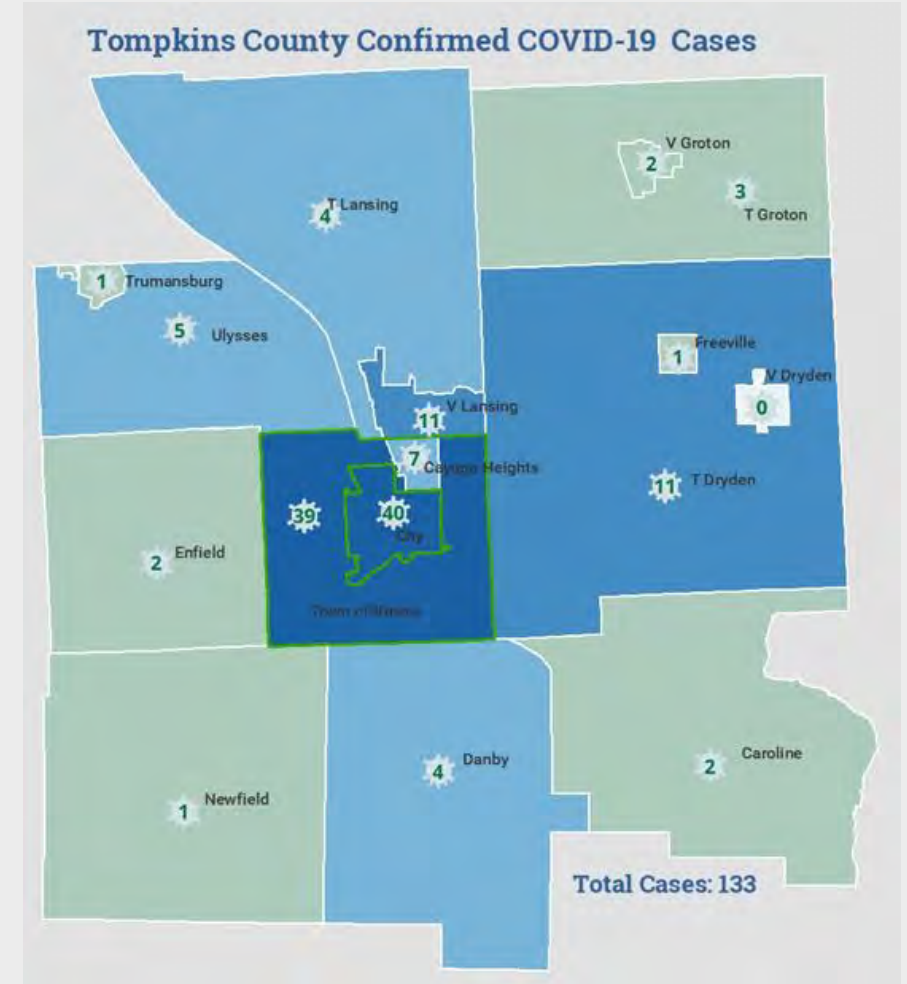 Tompkins County Confirmed COVID-19 Cases
V Groton
2
3
T Groton
T Lansing
4
1 Trumansburg
5 Ulysses
Freeville
1
V Dryden
0
V Lansing
11
7
Cayuga Heights
11 T Dryden
39
40
City
Enfield
2
Town of Ithaca
Caroline
2
Danby
4
Newfield
1
Total Cases: 133